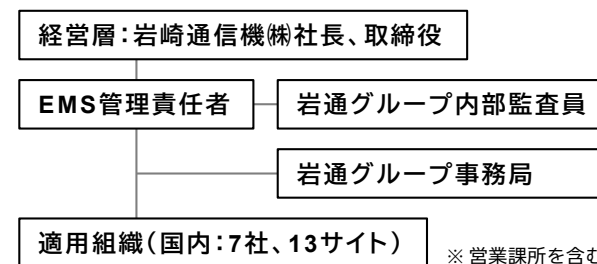 経営層：岩崎通信機㈱社長、取締役
EMS管理責任者
岩通グループ内部監査員
岩通グループ事務局
適用組織（国内：7社、13サイト）
※ 営業課所を含む